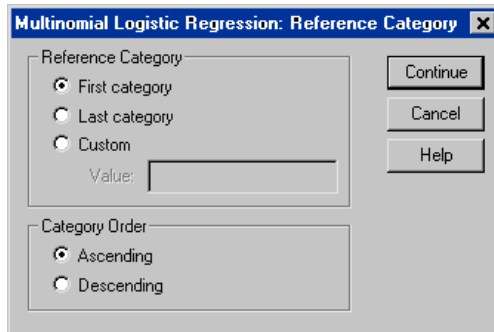 Multinomial Logistic Regression: Reference Category
Reference Category
First category
Last category
Custom
Value:
Continue
Cancel
Help
Category Order
Ascending
Descending